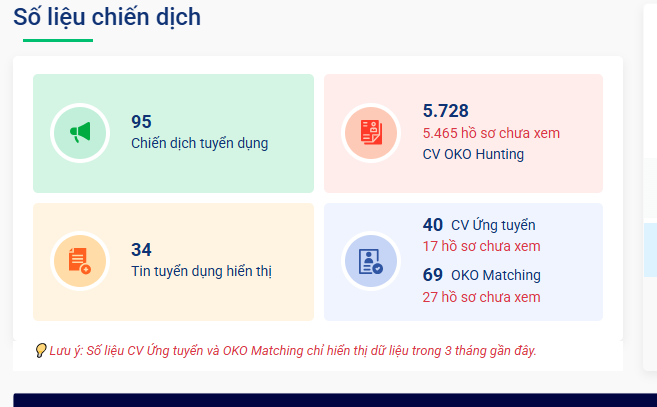 Số liệu chiến dịch
95
Chiến dịch tuyển dụng
5.728
5.465 hồ sơ chưa xem
CV OKO Hunting
34
Tin tuyển dụng hiển thị
40 CV Ứng tuyển
17 hồ sơ chưa xem
69 OKO Matching
27 hồ sơ chưa xem
Lưu ý: Số liệu CV Ứng tuyển và OKO Matching chỉ hiển thị dữ liệu trong 3 tháng gần đây.